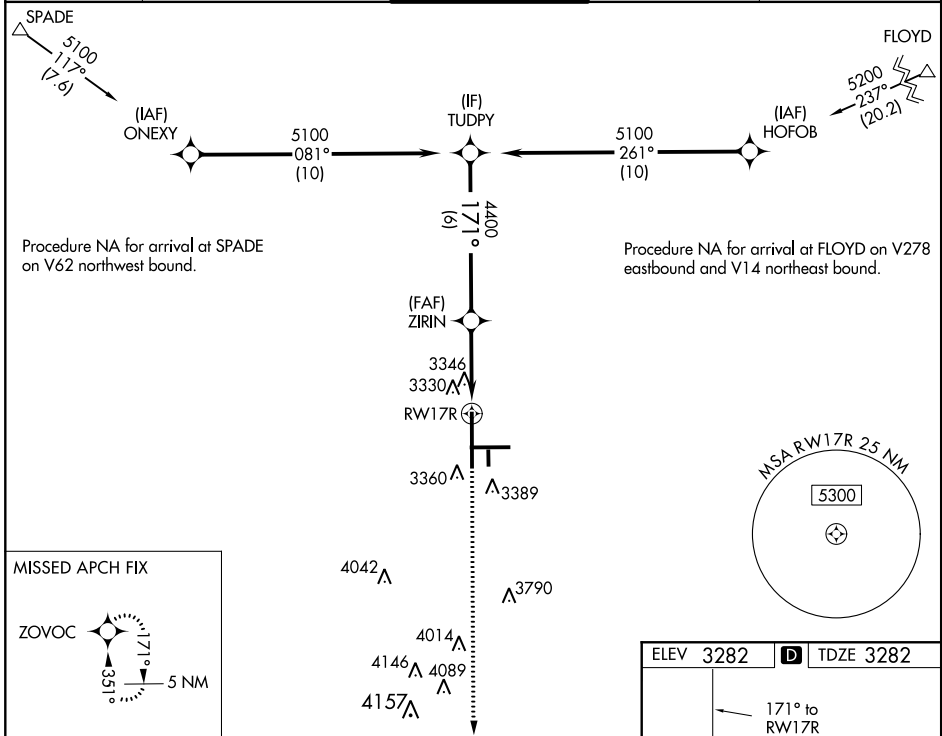 SPADE
5100
117°
(7.6)
FLOYD
5200
237°
(20.2)
(IAF)
ONEXY
5100
081°
(10)
(IF)
TUDPY
5100
261°
(10)
(IAF)
HOFOB
4400
171°
(6)
Procedure NA for arrival at SPADE
on V62 northwest bound.
Procedure NA for arrival at FLOYD on V278
eastbound and V14 northeast bound.
(FAF)
ZIRIN
3346
3330
RW17R
3360
3389
MSA RW17R 25 NM
5300
MISSED APCH FIX
ZOVOC
171°
351°
5 NM
4042
3790
4014
4146
4089
4157
ELEV 3282 D TDZE 3282
171° to
RW17R